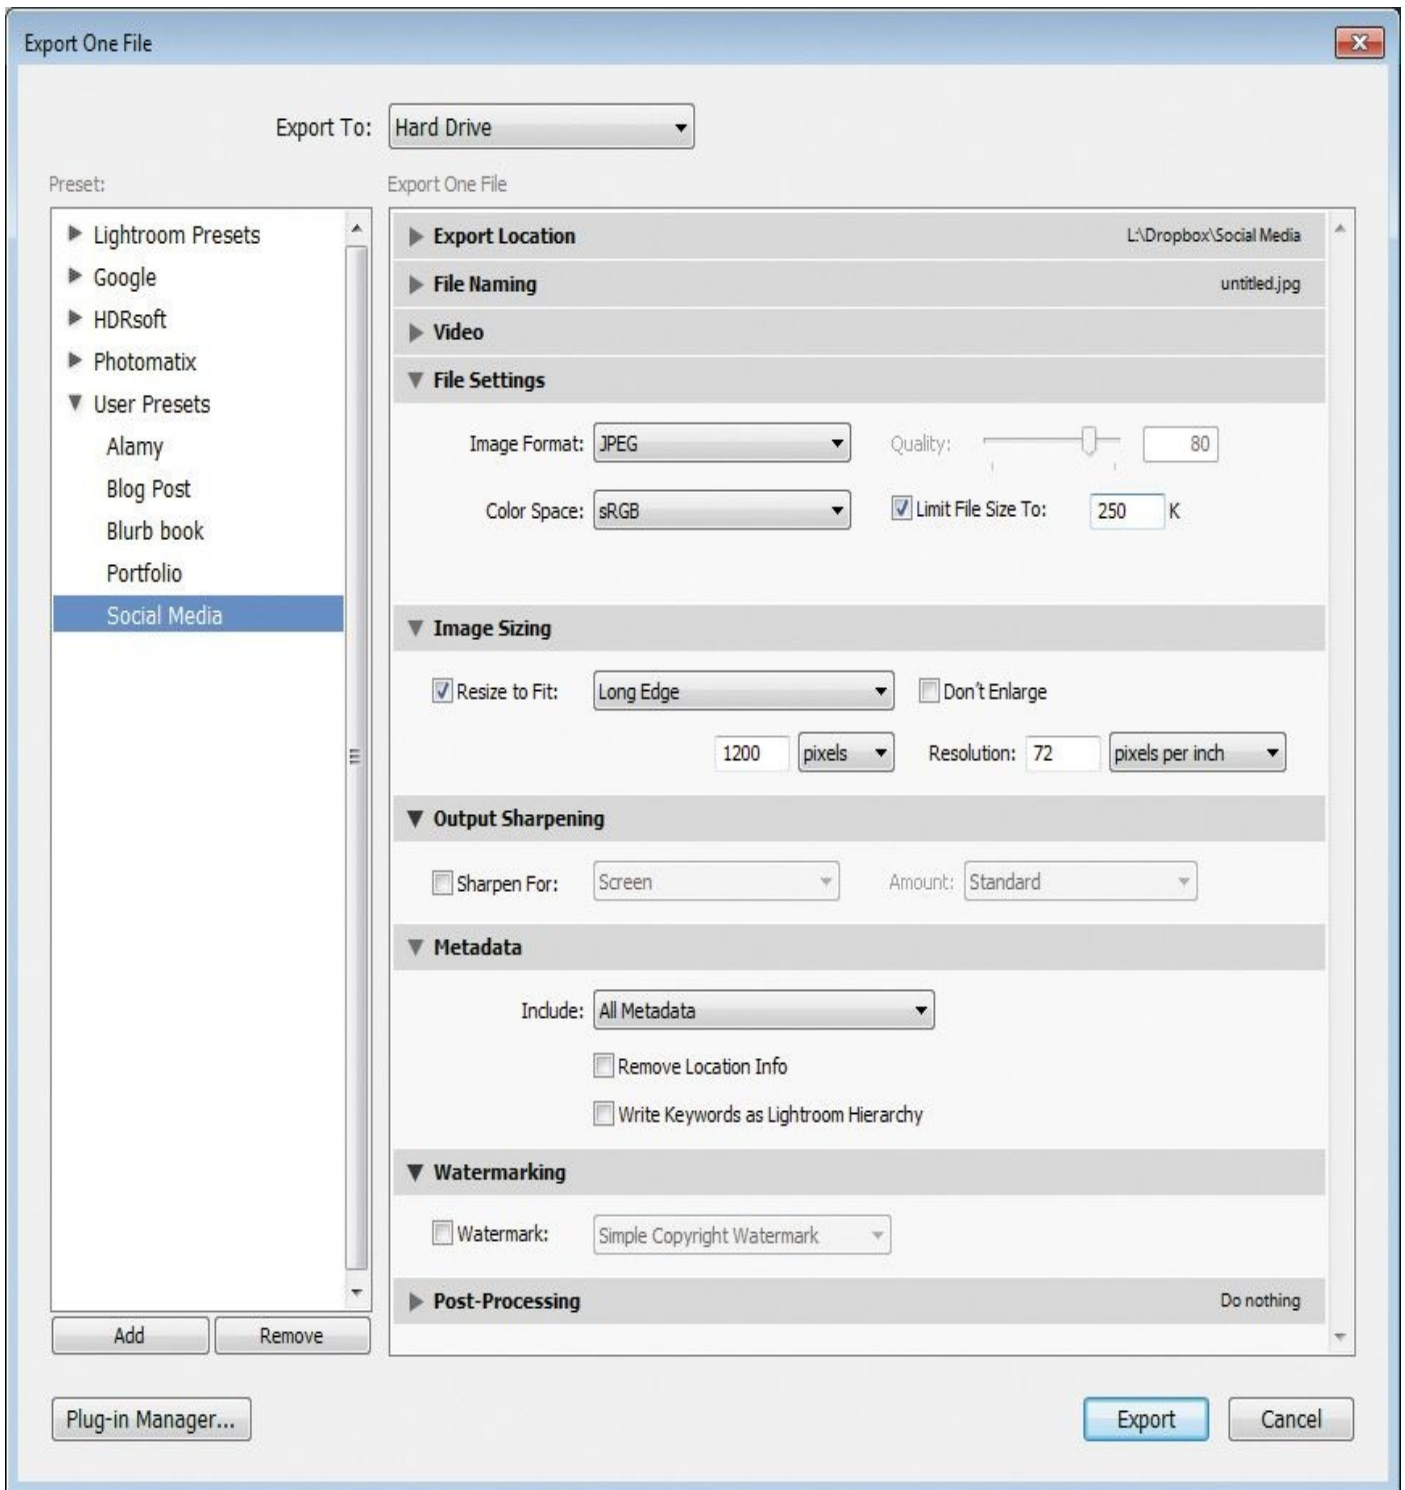 Export One File
Export To: Hard Drive
Preset:
Export One File
Lightroom Presets
Google
HDRsoft
Photomatix
User Presets
Alamy
Blog Post
Blurb book
Portfolio
Social Media
Add Remove
Plug-in Manager...
Export Location L:\Dropbox\Social Media
File Naming untitled.jpg
Video
File Settings
Image Format: JPEG Quality: 80
Color Space: sRGB Limit File Size To: 250 K
Image Sizing
Resize to Fit: Long Edge Don't Enlarge
1200 pixels Resolution: 72 pixels per inch
Output Sharpening
Sharpen For: Screen Amount: Standard
Metadata
Include: All Metadata
Remove Location Info
Write Keywords as Lightroom Hierarchy
Watermarking
Watermark: Simple Copyright Watermark
Post-Processing Do nothing
Export Cancel